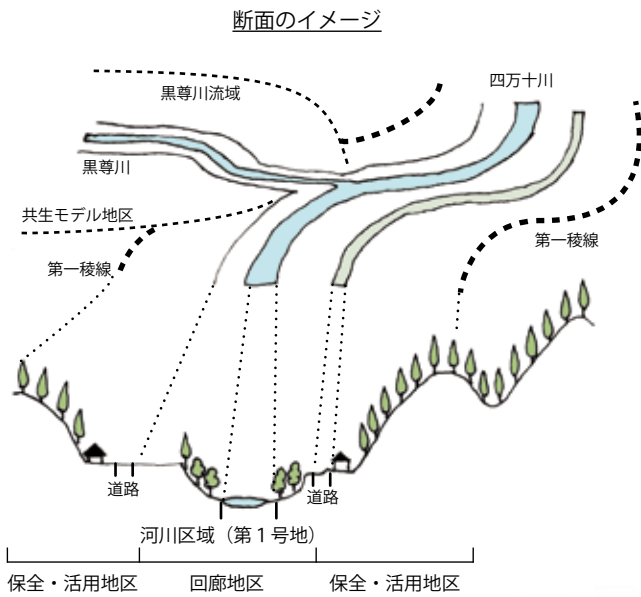 断面のイメージ
四万十川
黒尊川流域
黒尊川
共生モデル地区
第一稜線
第一稜線
道路
道路
河川区域（第１号地）
保全・活用地区
回廊地区
保全・活用地区